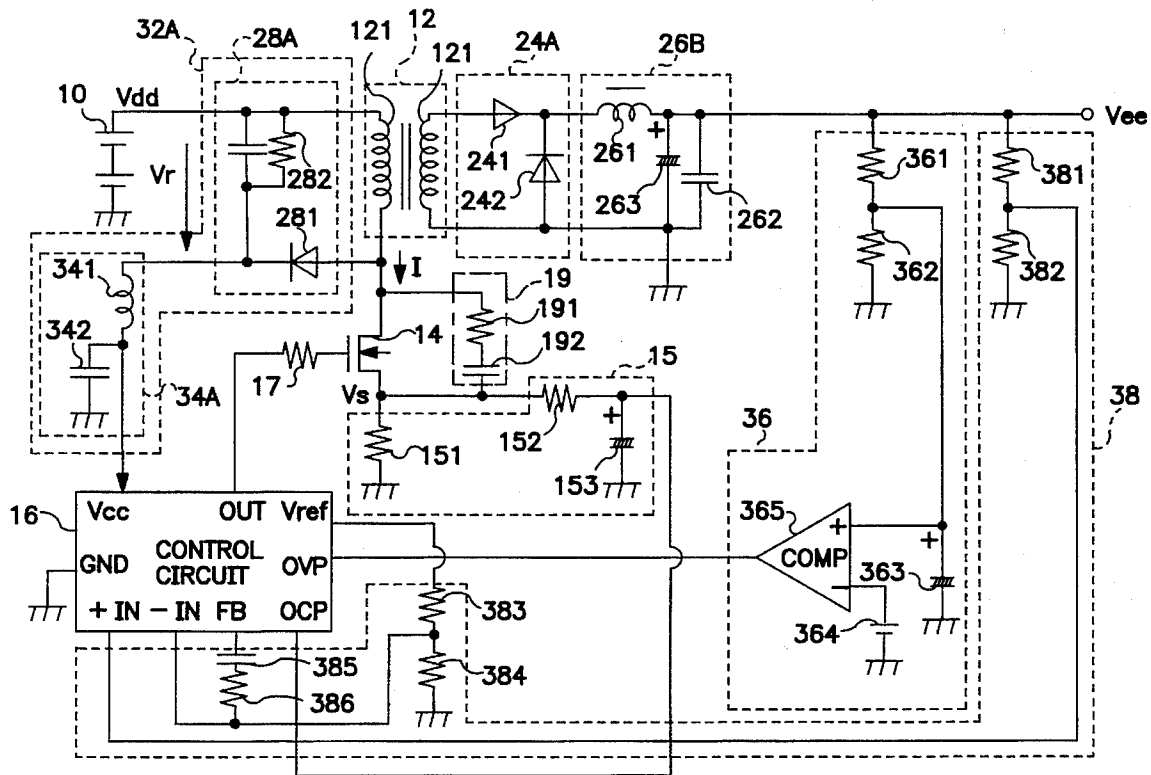 32A
28A
121
12
121
24A
26B
10
Vdd
Vee
Vr
282
241
242
261
+
263
262
361
362
381
382
281
I
341
342
34A
19
191
192
14
17
Vs
15
152
+
153
151
36
38
16
Vcc
OUT
Vref
GND
CONTROL
CIRCUIT
OVP
+ IN
− IN
FB
OCP
365
+
COMP
−
+
363
364
383
384
385
386